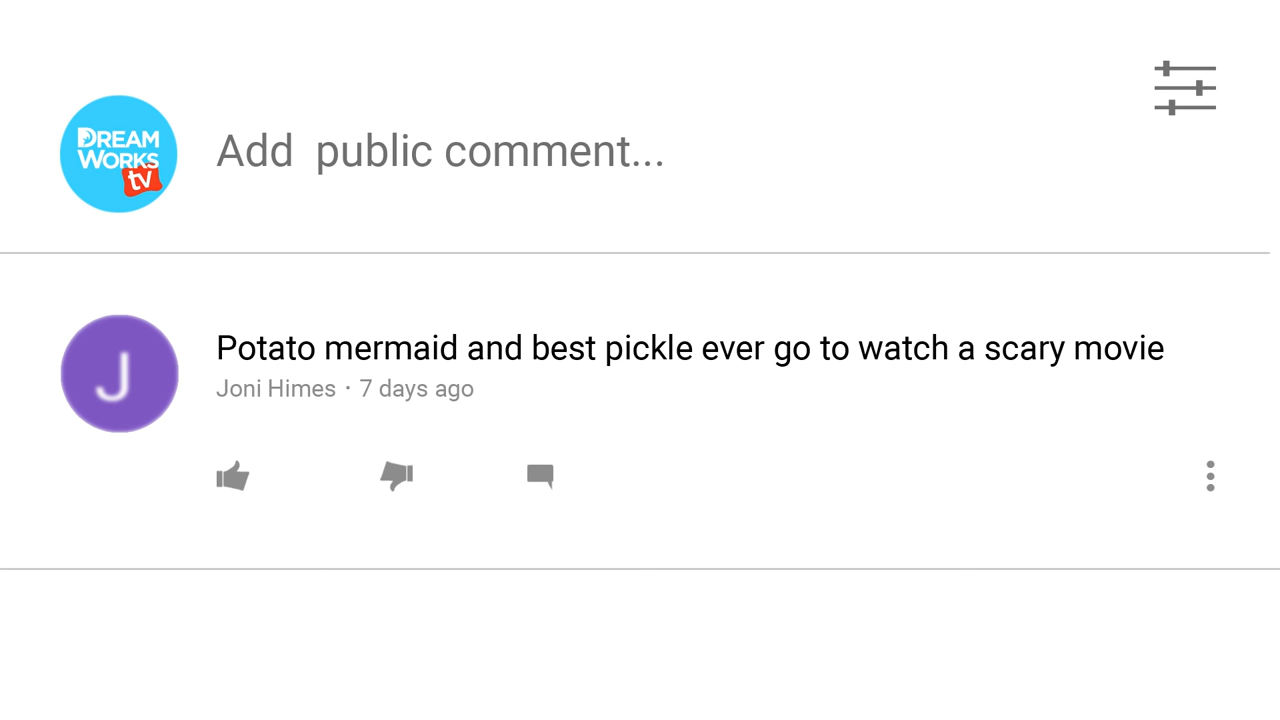 DREAM
WORKS
tv
Add public comment...
Potato mermaid and best pickle ever go to watch a scary movie
J
Joni Himes · 7 days ago